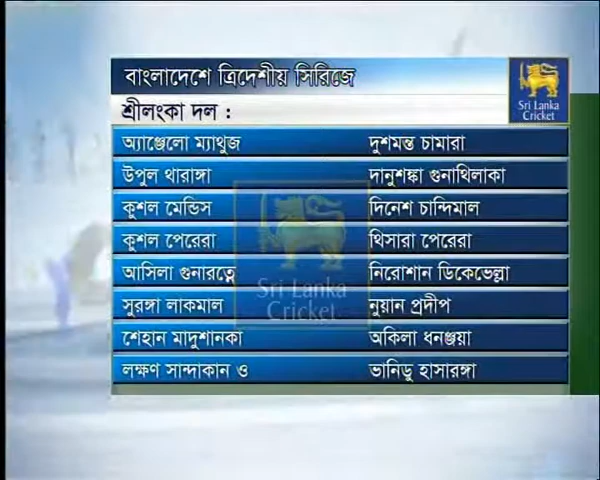 বাংলাদেশে ত্রিদেশীয় সিরিজে
Sri Lanka
Cricket
শ্রীলংকা দল :
অ্যাঞ্জেলো ম্যাথুজ দুশমন্ত চামারা
উপুল থারাঙ্গা দানুশঙ্কা গুনাথিলাকা
কুশল মেন্ডিস দিনেশ চান্দিমাল
কুশল পেরেরা থিসারা পেরেরা
আসিলা গুনারত্নে নিরোশান ডিকেভেল্লা
সুরঙ্গা লাকমাল নুয়ান প্রদীপ
শেহান মাদুশানকা অকিলা ধনঞ্জয়া
লক্ষণ সান্দাকান ও ভানিডু হাসারঙ্গা
Sri Lanka
Cricket